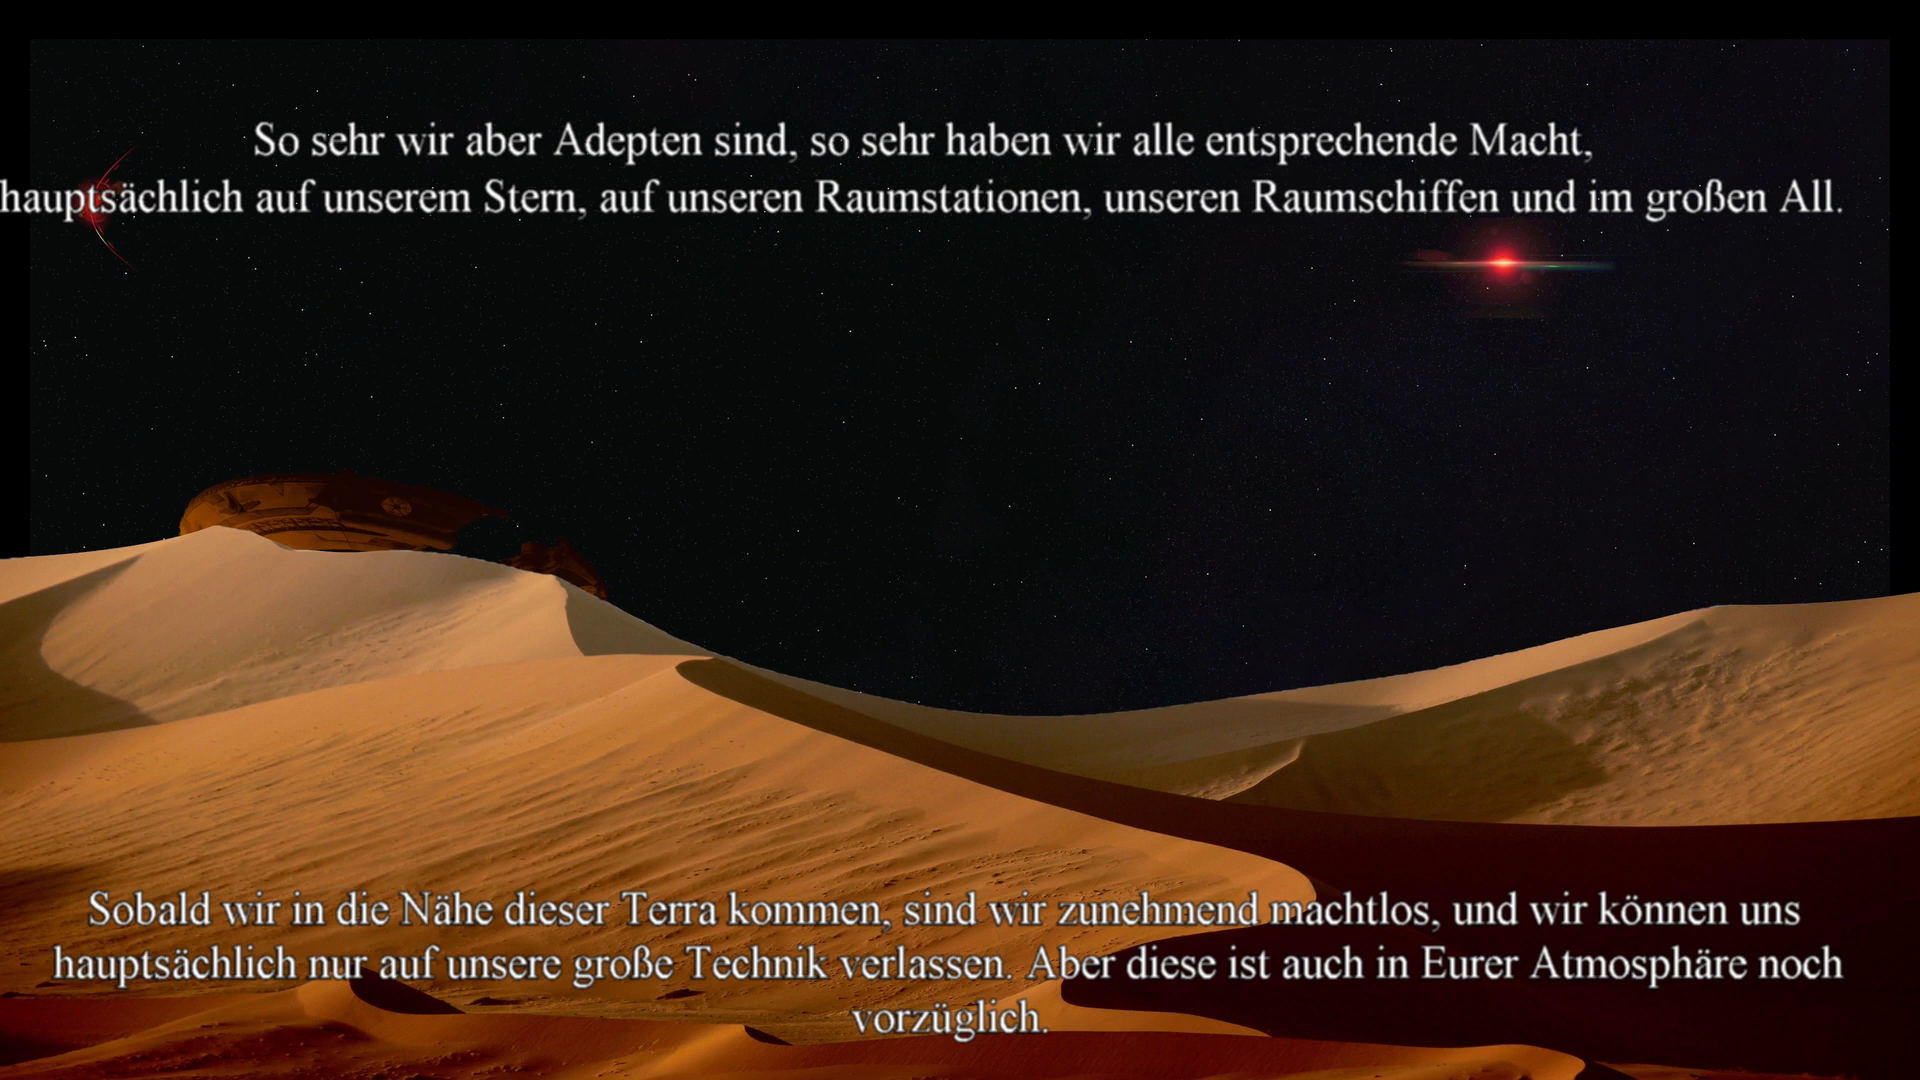 So sehr wir aber Adepten sind, so sehr haben wir alle entsprechende Macht,
hauptsächlich auf unserem Stern, auf unseren Raumstationen, unseren Raumschiffen und im großen All.
Sobald wir in die Nähe dieser Terra kommen, sind wir zunehmend machtlos, und wir können uns
hauptsächlich nur auf unsere große Technik verlassen. Aber diese ist auch in Eurer Atmosphäre noch
vorzüglich.